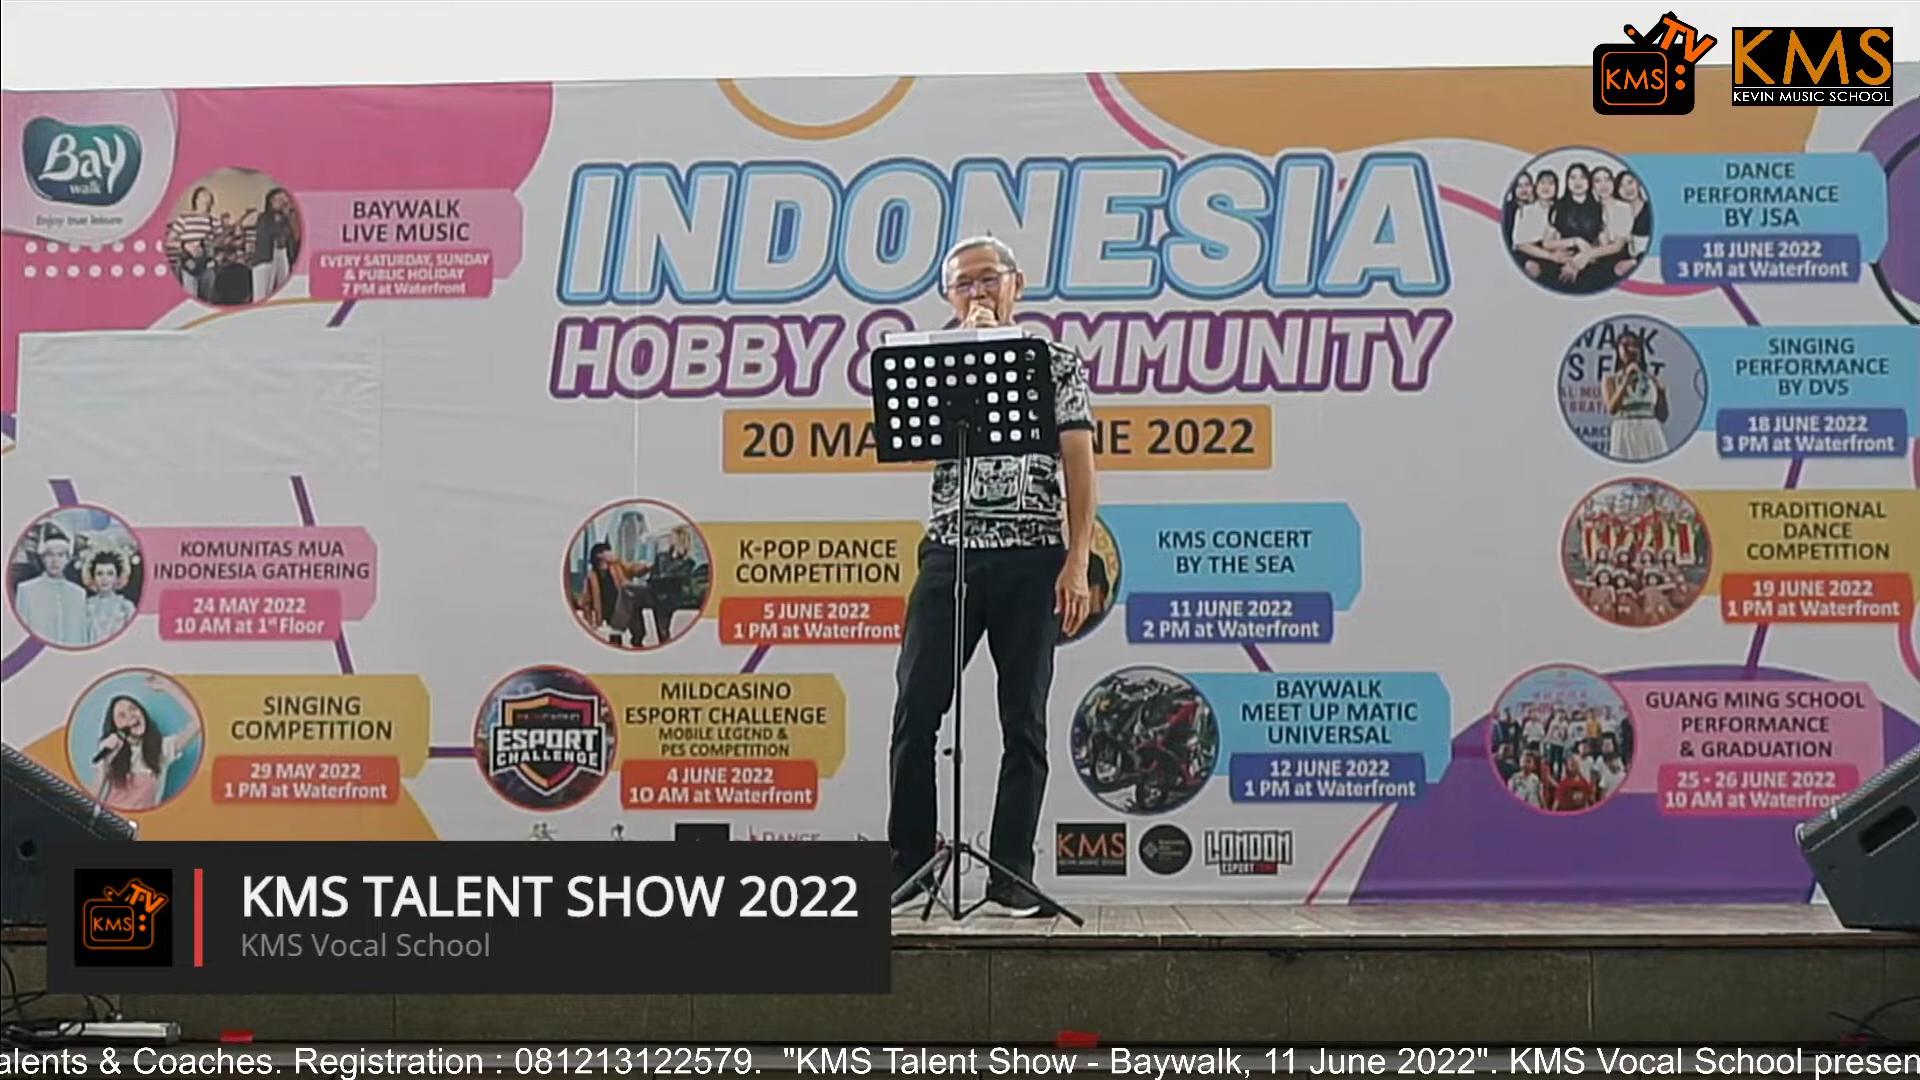 TV
KMS
KMS
KEVIN MUSIC SCHOOL
Bay
walk
Enjoy true leisure
BAYWALK
LIVE MUSIC
EVERY SATURDAY, SUNDAY
& PUBLIC HOLIDAY
7 PM at Waterfront
INDONESIA
HOBBY & OMMUNITY
20 MA NE 2022
DANCE
PERFORMANCE
BY JSA
18 JUNE 2022
3 PM at Waterfront
SINGING
PERFORMANCE
BY DVS
18 JUNE 2022
3 PM at Waterfront
KOMUNITAS MUA
INDONESIA GATHERING
24 MAY 2022
10 AM at 1st Floor
K-POP DANCE
COMPETITION
5 JUNE 2022
1 PM at Waterfront
KMS CONCERT
BY THE SEA
11 JUNE 2022
2 PM at Waterfront
TRADITIONAL
DANCE
COMPETITION
19 JUNE 2022
1 PM at Waterfront
SINGING
COMPETITION
29 MAY 2022
1 PM at Waterfront
ESPORT
CHALLENGE
MILDCASINO
ESPORT CHALLENGE
MOBILE LEGEND &
PES COMPETITION
4 JUNE 2022
10 AM at Waterfront
BAYWALK
MEET UP MATIC
UNIVERSAL
12 JUNE 2022
1 PM at Waterfront
GUANG MING SCHOOL
PERFORMANCE
& GRADUATION
25 - 26 JUNE 2022
10 AM at Waterfron
KMS
LONDON
TV
KMS
KMS TALENT SHOW 2022
KMS Vocal School
alents & Coaches. Registration : 081213122579. "KMS Talent Show - Baywalk, 11 June 2022". KMS Vocal School presen